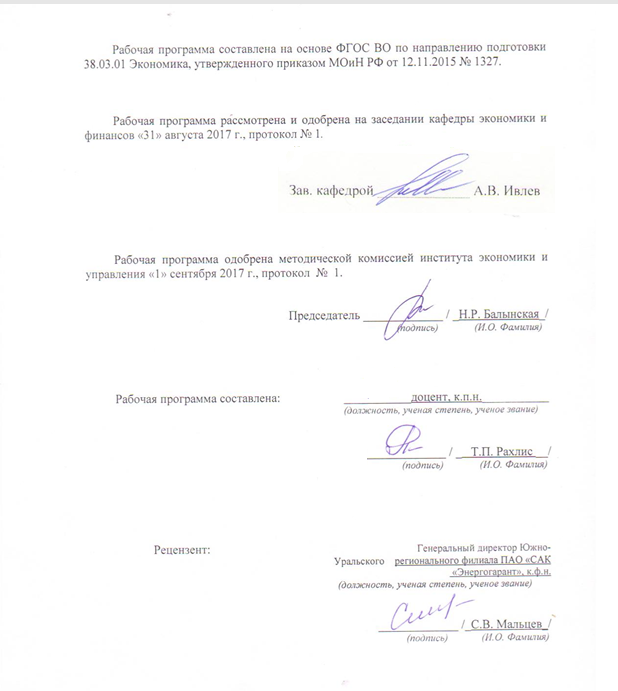 Рабочая программа составлена на основе ФГОС ВО по направлению подготовки
38.03.01 Экономика, утвержденного приказом МОиН РФ от 12.11.2015 № 1327.
Рабочая программа рассмотрена и одобрена на заседании кафедры экономики и
финансов «31» августа 2017 г., протокол № 1.
Зав. кафедрой ____________ А.В. Ивлев
Рабочая программа одобрена методической комиссией института экономики и
управления «1» сентября 2017 г., протокол № 1.
Председатель ____________ / Н.Р. Балынская /
(подпись) (И.О. Фамилия)
Рабочая программа составлена: доцент, к.п.н.
(должность, ученая степень, ученое звание)
____________ / Т.П. Рахлис /
(подпись) (И.О. Фамилия)
Рецензент: Генеральный директор Южно-
Уральского регионального филиала ПАО «САК
«Энергогарант», к.ф.н.
(должность, ученая степень, ученое звание)
____________ / С.В. Мальцев /
(подпись) (И.О. Фамилия)